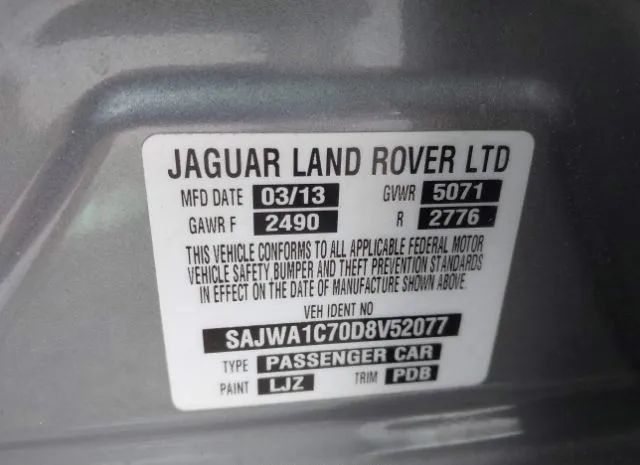 JAGUAR LAND ROVER LTD
MFD DATE 03/13 GVWR 5071
GAWR F 2490 R 2776
THIS VEHICLE CONFORMS TO ALL APPLICABLE FEDERAL MOTOR
VEHICLE SAFETY, BUMPER AND THEFT PREVENTION STANDARDS
IN EFFECT ON THE DATE OF MANUFACTURE SHOWN ABOVE.
VEH IDENT NO
SAJWA1C70D8V52077
TYPE PASSENGER CAR
PAINT LJZ TRIM PDB